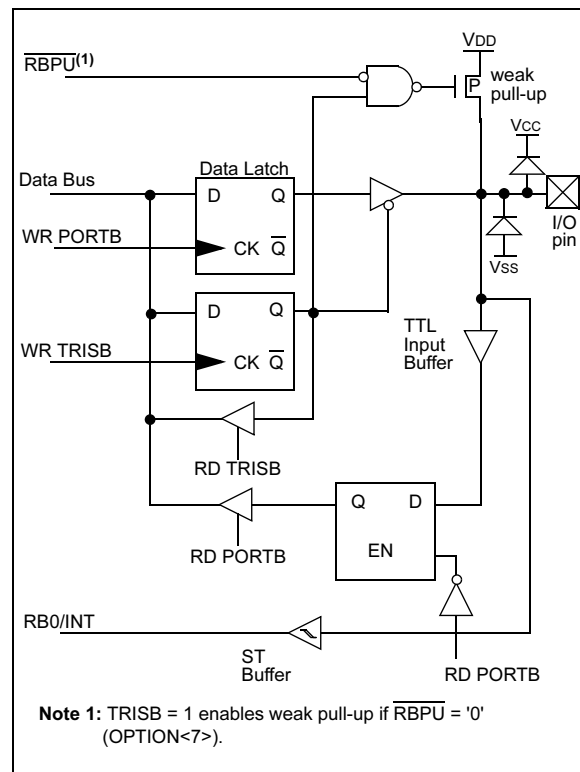 VDD
R̅B̅P̅U̅(1)
P
weak
pull-up
VCC
Data Latch
Data Bus
D
Q
I/O
pin
WR PORTB
CK
Q̅
VSS
D
Q
TTL
Input
Buffer
WR TRISB
CK
Q̅
RD TRISB
Q
D
RD PORTB
EN
RB0/INT
ST
Buffer
RD PORTB
Note 1: TRISB = 1 enables weak pull-up if R̅B̅P̅U̅ = '0'
(OPTION<7>).